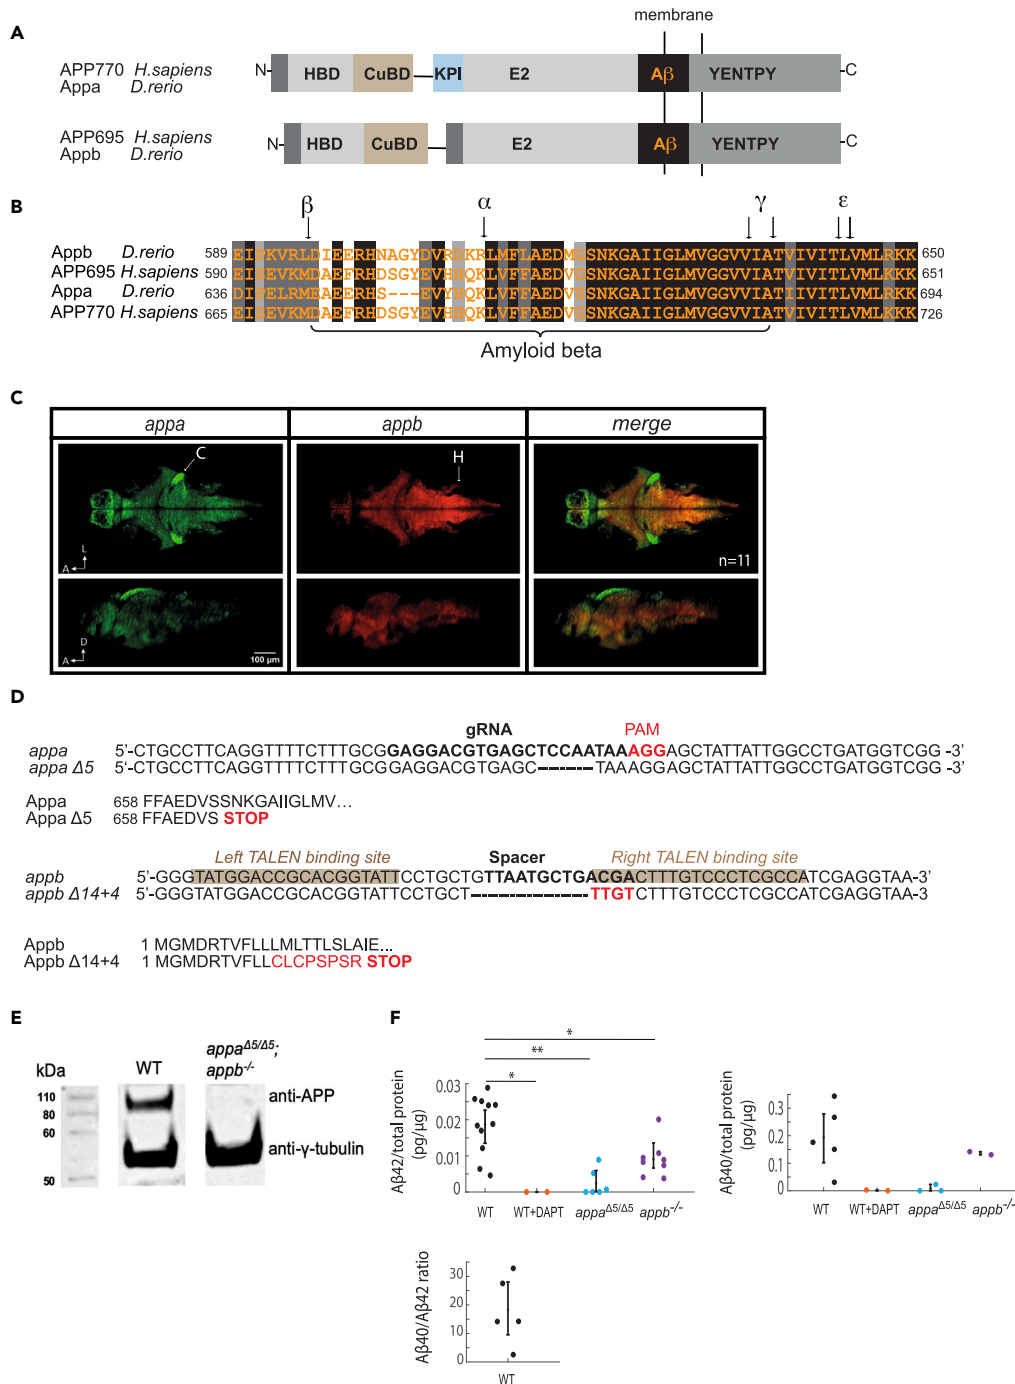 A
membrane
APP770 H.sapiens
Appa D.rerio
N HBD CuBD KPI E2 Aβ YENTPY C
APP695 H.sapiens
Appb D.rerio
N HBD CuBD E2 Aβ YENTPY C
B
β α γ ε
Appb D.rerio 589 EIPKVRLDIEERHNAGYDVRDKRLMFLAEDMGSNKGAIIGLMVGGVVIATVIVITLVMLRKK 650
APP695 H.sapiens 590 EISEVKMDAEFRHDSGYEVHHQKLVFFAEDVGSNKGAIIGLMVGGVVIATVIVITLVMLKKK 651
Appa D.rerio 636 DIPELRMEAEERHS---EVYHQKLVFFAEDVSSNKGAIIGLMVGGVVIATVIVITLVMLRKK 694
APP770 H.sapiens 665 EISEVKMDAEFRHDSGYEVHHQKLVFFAEDVGSNKGAIIGLMVGGVVIATVIVITLVMLKKK 726
Amyloid beta
C
appa appb merge
C
H
L
A
n=11
D
A
100 µm
D
gRNA PAM
appa 5'-CTGCCTTCAGGTTTTCTTTGCGGAGGACGTGAGCTCCAATAAAGGAGCTATTATTGGCCTGATGGTCGG -3'
appa Δ5 5'-CTGCCTTCAGGTTTTCTTTGCGGAGGACGTGAGC-----TAAAGGAGCTATTATTGGCCTGATGGTCGG -3'
Appa 658 FFAEDVSSNKGAIIGLMV...
Appa Δ5 658 FFAEDVS STOP
Left TALEN binding site Spacer Right TALEN binding site
appb 5'-GGGTATGGACCGCACGGTATTCCTGCTGTTAATGCTGACGACTTTGTCCCTCGCCATCGAGGTAA-3'
appb Δ14+4 5'-GGGTATGGACCGCACGGTATTCCTGCT--------------TTGTCTTTGTCCCTCGCCATCGAGGTAA-3
Appb 1 MGMDRTVFLLLMLTTLSLAIE...
Appb Δ14+4 1 MGMDRTVFLLCLCPSPSR STOP
E
kDa
WT
appaΔ5/Δ5;
appb-/-
110
80
60
50
anti-APP
anti-γ-tubulin
F
*
**
*
Aβ42/total protein
(pg/µg)
0.03
0.02
0.01
0
WT WT+DAPT appaΔ5/Δ5 appb-/-
Aβ40/total protein
(pg/µg)
0.3
0.2
0.1
0
WT WT+DAPT appaΔ5/Δ5 appb-/-
Aβ40/Aβ42 ratio
30
20
10
0
WT